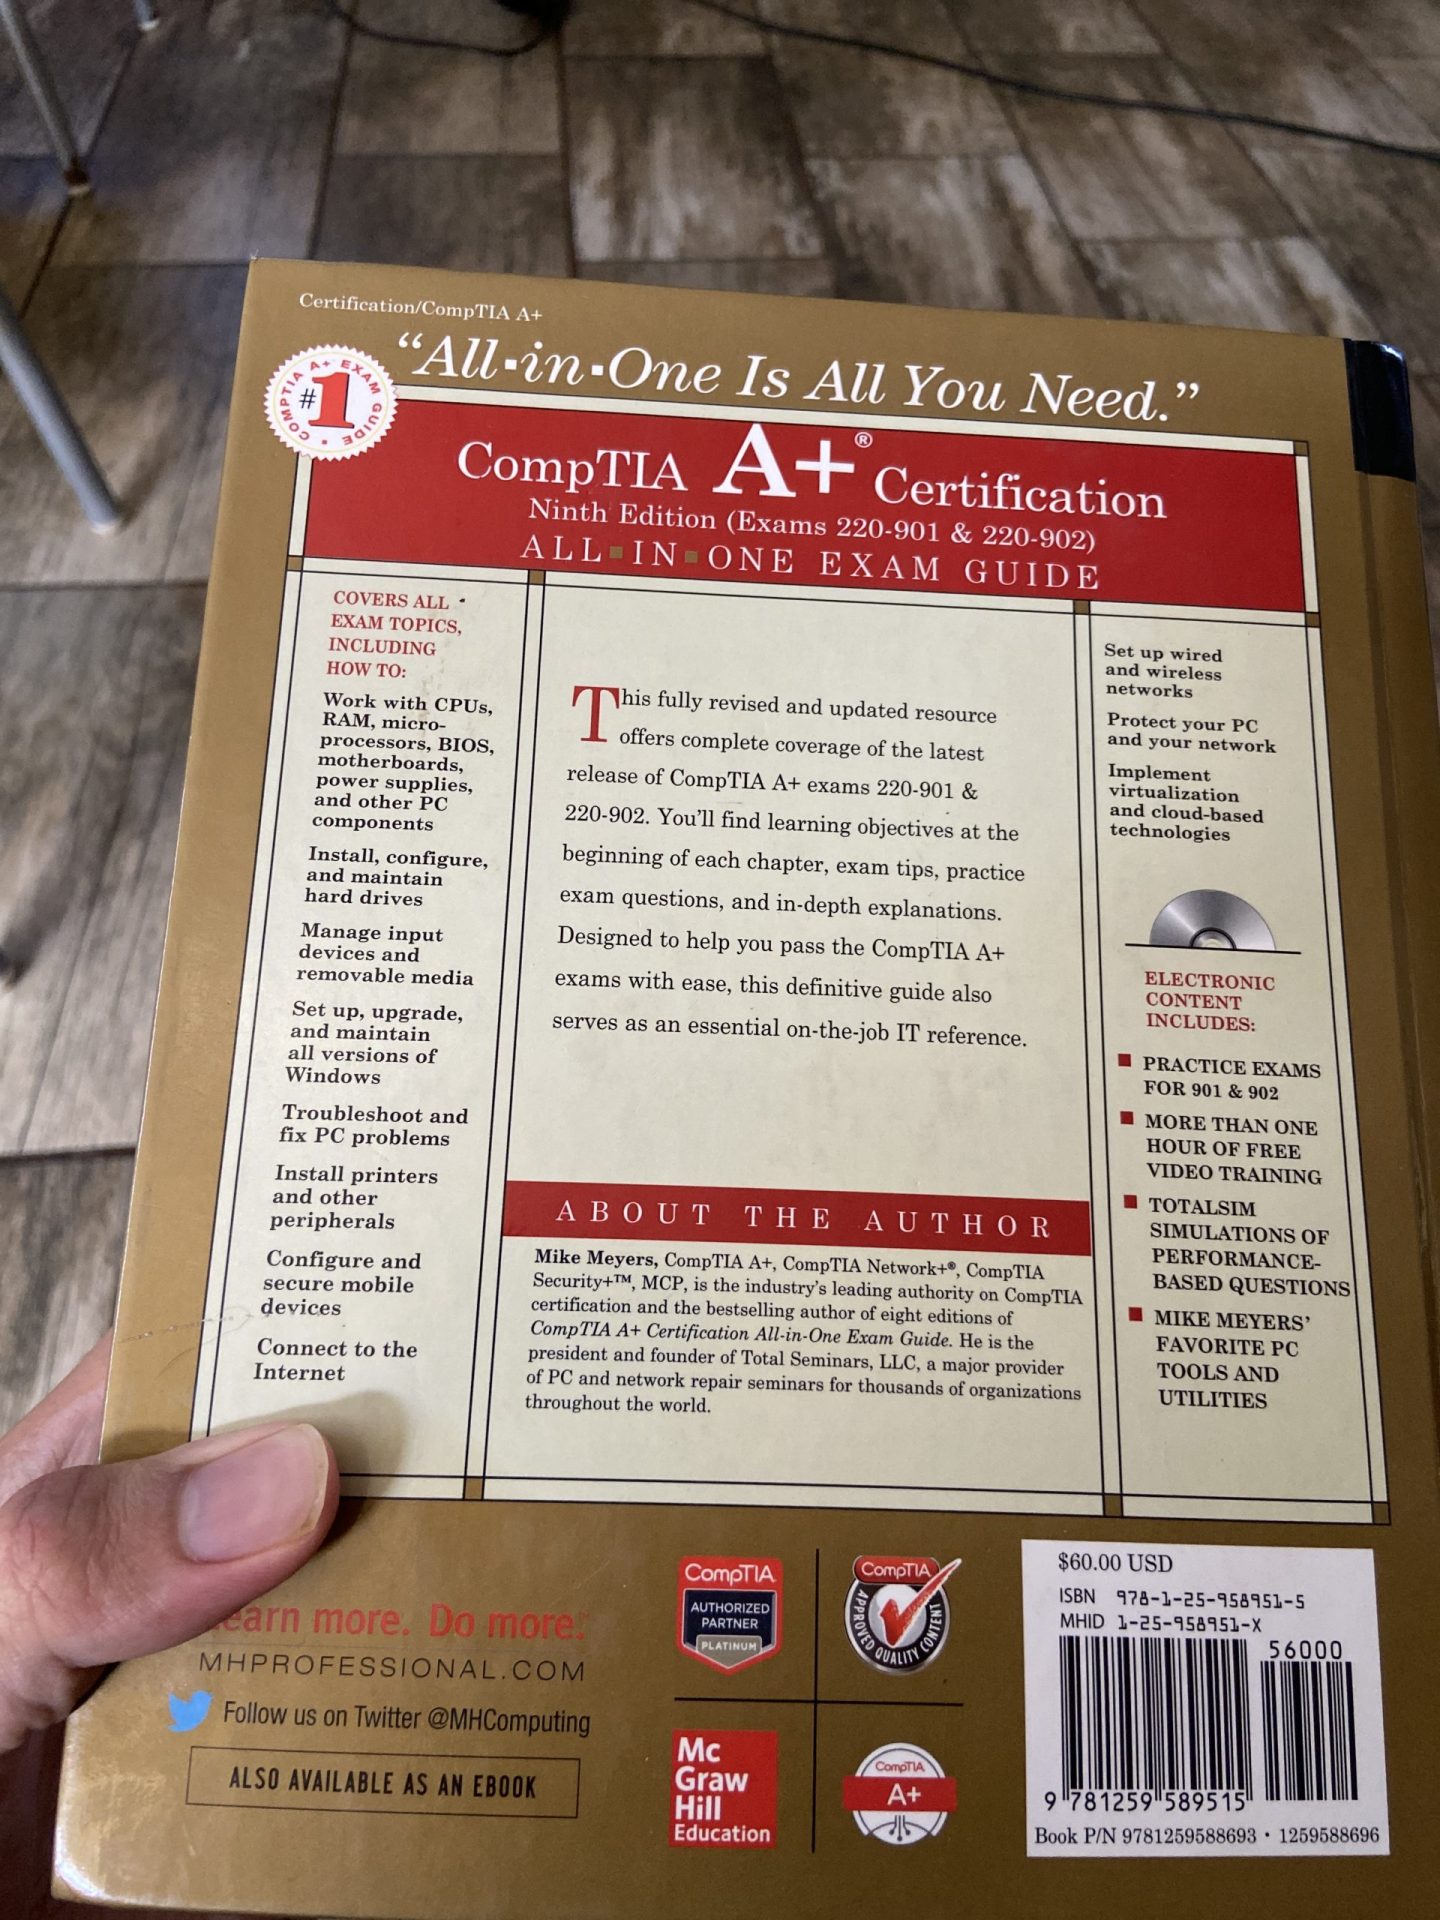 Certification/CompTIA A+
“All-in-One Is All You Need.”
COMPTIA A+ EXAM GUIDE •
#1
CompTIA A+® Certification
Ninth Edition (Exams 220-901 & 220-902)
ALL■IN■ONE EXAM GUIDE
COVERS ALL
EXAM TOPICS,
INCLUDING
HOW TO:
Work with CPUs,
RAM, micro-
processors, BIOS,
motherboards,
power supplies,
and other PC
components
Install, configure,
and maintain
hard drives
Manage input
devices and
removable media
Set up, upgrade,
and maintain
all versions of
Windows
Troubleshoot and
fix PC problems
Install printers
and other
peripherals
Configure and
secure mobile
devices
Connect to the
Internet
This fully revised and updated resource
offers complete coverage of the latest
release of CompTIA A+ exams 220-901 &
220-902. You’ll find learning objectives at the
beginning of each chapter, exam tips, practice
exam questions, and in-depth explanations.
Designed to help you pass the CompTIA A+
exams with ease, this definitive guide also
serves as an essential on-the-job IT reference.
ABOUT THE AUTHOR
Mike Meyers, CompTIA A+, CompTIA Network+®, CompTIA
Security+™, MCP, is the industry’s leading authority on CompTIA
certification and the bestselling author of eight editions of
CompTIA A+ Certification All-in-One Exam Guide. He is the
president and founder of Total Seminars, LLC, a major provider
of PC and network repair seminars for thousands of organizations
throughout the world.
Set up wired
and wireless
networks
Protect your PC
and your network
Implement
virtualization
and cloud-based
technologies
ELECTRONIC
CONTENT
INCLUDES:
■ PRACTICE EXAMS
FOR 901 & 902
■ MORE THAN ONE
HOUR OF FREE
VIDEO TRAINING
■ TOTALSIM
SIMULATIONS OF
PERFORMANCE-
BASED QUESTIONS
■ MIKE MEYERS’
FAVORITE PC
TOOLS AND
UTILITIES
Learn more. Do more.
MHPROFESSIONAL.COM
Follow us on Twitter @MHComputing
ALSO AVAILABLE AS AN EBOOK
CompTIA
AUTHORIZED
PARTNER
PLATINUM
CompTIA
APPROVED QUALITY CONTENT
Mc
Graw
Hill
Education
CompTIA
A+
$60.00 USD
ISBN 978-1-25-958951-5
MHID 1-25-958951-X
56000
9 781259 589515
Book P/N 9781259588693 • 1259588696